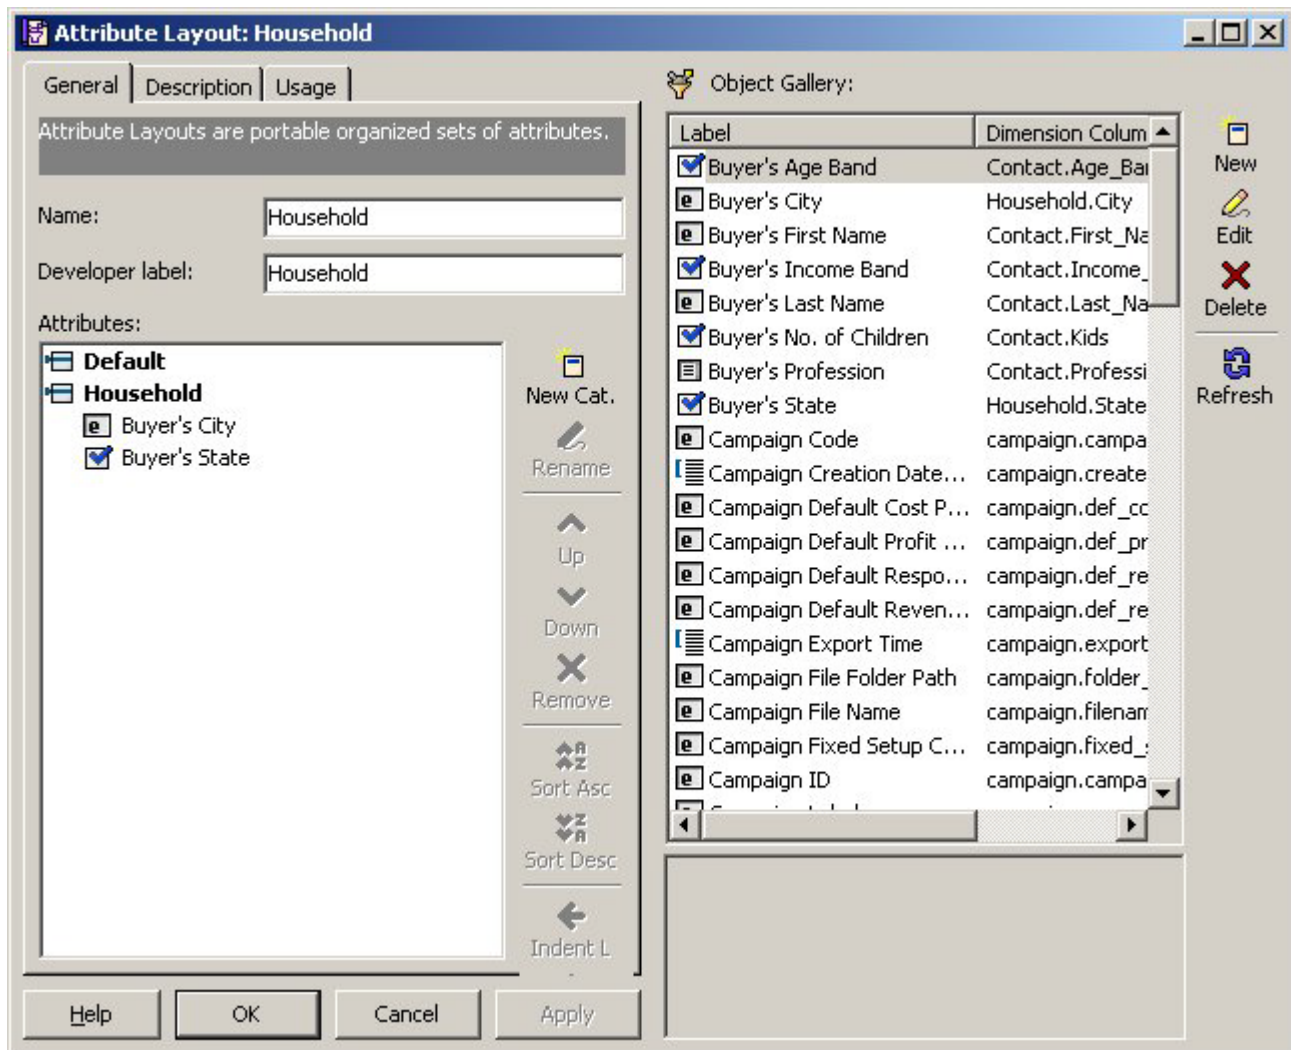 Attribute Layout: Household
General Description Usage
Attribute Layouts are portable organized sets of attributes.
Name: Household
Developer label: Household
Attributes:
Default
Household
Buyer's City
Buyer's State
New Cat.
Rename
Up
Down
Remove
Sort Asc
Sort Desc
Indent L
Help OK Cancel Apply
Object Gallery:
Label Dimension Colum
Buyer's Age Band Contact.Age_Bar
Buyer's City Household.City
Buyer's First Name Contact.First_Na
Buyer's Income Band Contact.Income_
Buyer's Last Name Contact.Last_Na
Buyer's No. of Children Contact.Kids
Buyer's Profession Contact.Professi
Buyer's State Household.State
Campaign Code campaign.campa
Campaign Creation Date... campaign.create
Campaign Default Cost P... campaign.def_cc
Campaign Default Profit ... campaign.def_pr
Campaign Default Respo... campaign.def_re
Campaign Default Reven... campaign.def_re
Campaign Export Time campaign.export
Campaign File Folder Path campaign.folder_
Campaign File Name campaign.filenam
Campaign Fixed Setup C... campaign.fixed_
Campaign ID campaign.campa
New
Edit
Delete
Refresh